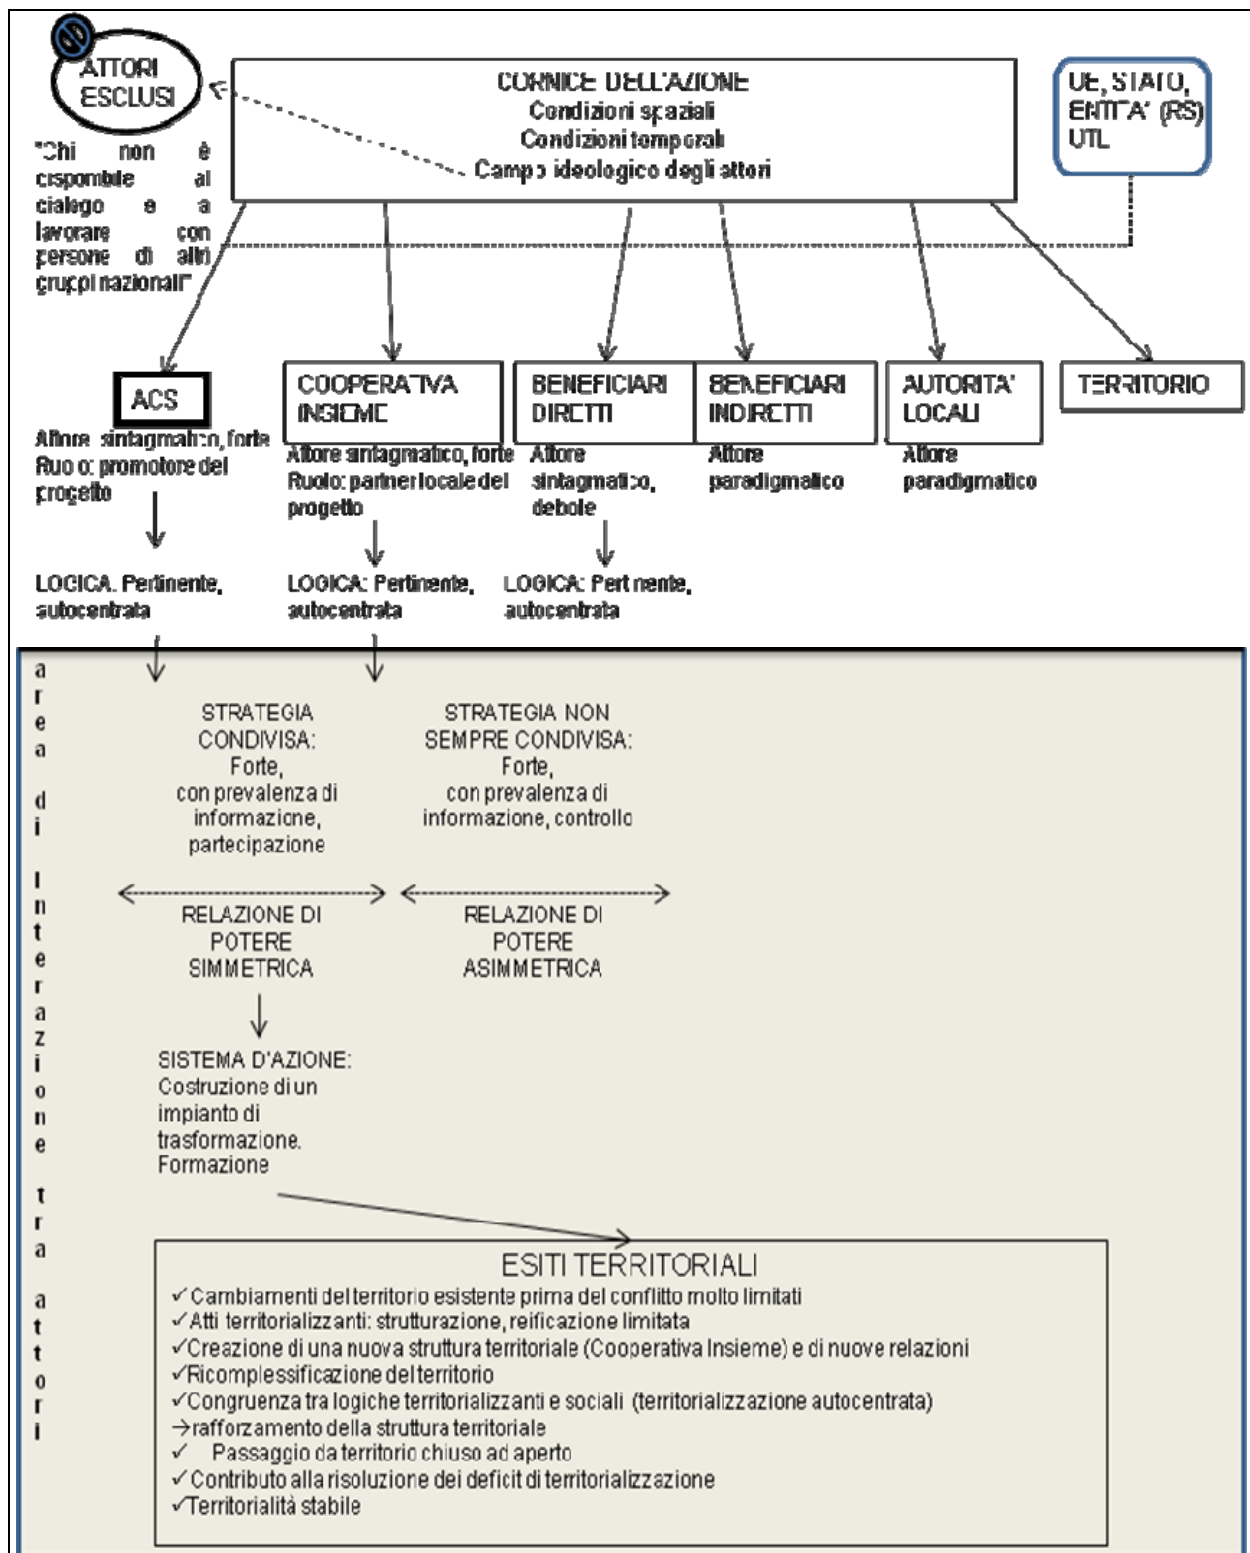 ATTORI
ESCLUSI
"Chi non è
disponibile al
dialogo e a
lavorare con
persone di altri
gruppi nazionali"
CORNICE DELL'AZIONE
Condizioni spaziali
Condizioni temporali
Campo ideologico degli attori
UE, STATO,
ENTITA' (RS)
UTL
ACS
Attore sintagmatico, forte
Ruolo: promotore del
progetto
LOGICA: Pertinente,
autocentrata
COOPERATIVA
INSIEME
Attore sintagmatico, forte
Ruolo: partner locale del
progetto
LOGICA: Pertinente,
autocentrata
BENEFICIARI
DIRETTI
Attore
sintagmatico,
debole
LOGICA: Pertinente,
autocentrata
BENEFICIARI
INDIRETTI
Attore
paradigmatico
AUTORITA'
LOCALI
Attore
paradigmatico
TERRITORIO
area di Interazione tra attori
STRATEGIA
CONDIVISA:
Forte,
con prevalenza di
informazione,
partecipazione
STRATEGIA NON
SEMPRE CONDIVISA:
Forte,
con prevalenza di
informazione, controllo
RELAZIONE DI
POTERE
SIMMETRICA
RELAZIONE DI
POTERE
ASIMMETRICA
SISTEMA D'AZIONE:
Costruzione di un
impianto di
trasformazione.
Formazione
ESITI TERRITORIALI
✓Cambiamenti del territorio esistente prima del conflitto molto limitati
✓Atti territorializzanti: strutturazione, reificazione limitata
✓Creazione di una nuova struttura territoriale (Cooperativa Insieme) e di nuove relazioni
✓Ricomplessificazione del territorio
✓Congruenza tra logiche territorializzanti e sociali (territorializzazione autocentrata)
→rafforzamento della struttura territoriale
✓ Passaggio da territorio chiuso ad aperto
✓Contributo alla risoluzione dei deficit di territorializzazione
✓Territorialità stabile